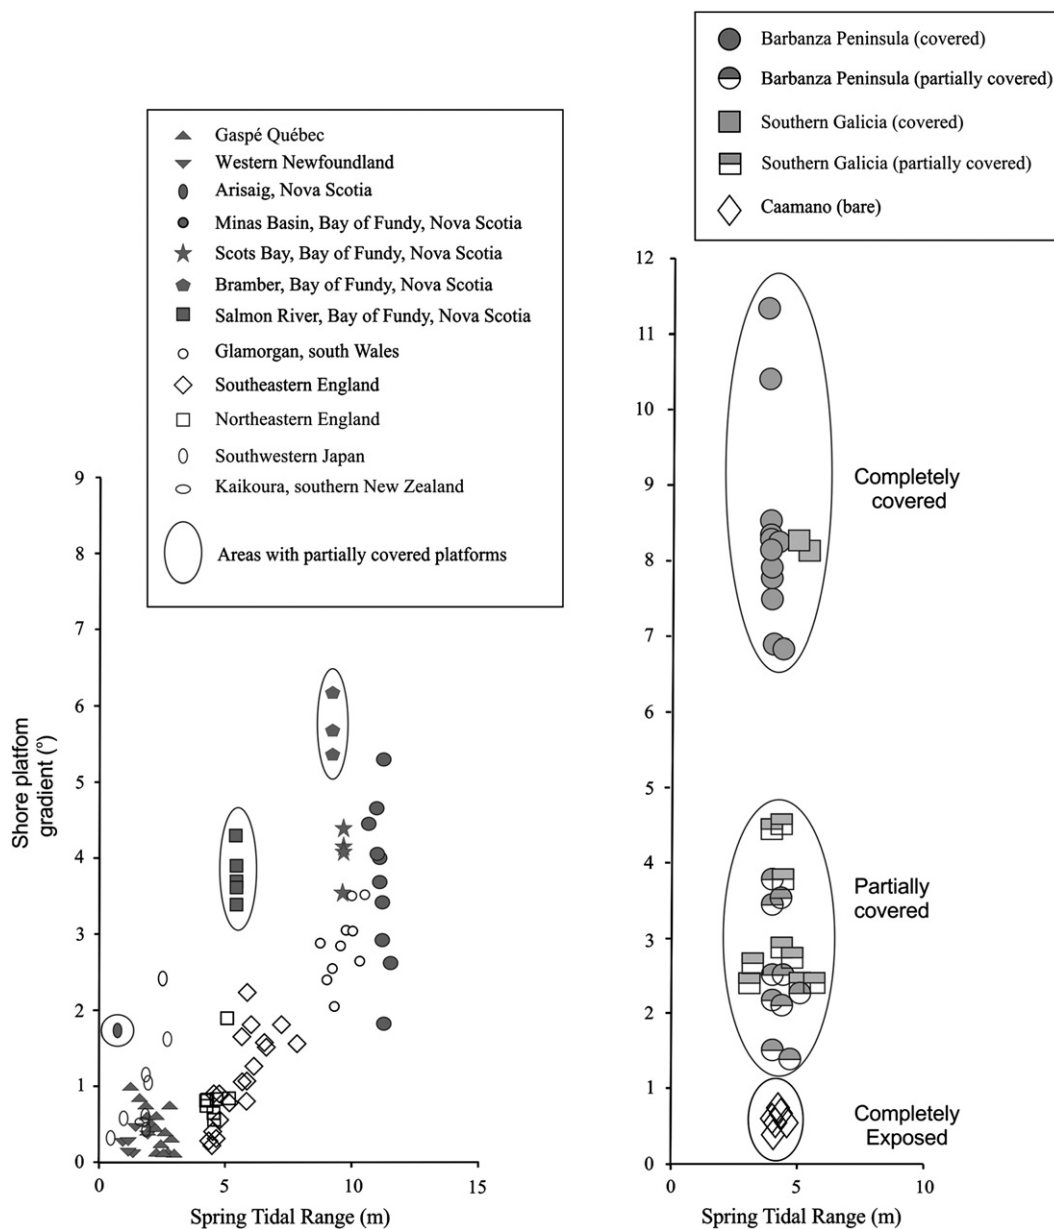 Barbanza Peninsula (covered)
Barbanza Peninsula (partially covered)
Southern Galicia (covered)
Southern Galicia (partially covered)
Caamano (bare)
Gaspé Québec
Western Newfoundland
Arisaig, Nova Scotia
Minas Basin, Bay of Fundy, Nova Scotia
Scots Bay, Bay of Fundy, Nova Scotia
Bramber, Bay of Fundy, Nova Scotia
Salmon River, Bay of Fundy, Nova Scotia
Glamorgan, south Wales
Southeastern England
Northeastern England
Southwestern Japan
Kaikoura, southern New Zealand
Areas with partially covered platforms
9
8
7
6
5
4
3
2
1
0
Shore platfom
gradient (°)
0
5
10
15
Spring Tidal Range (m)
12
11
10
9
8
7
6
5
4
3
2
1
0
Completely
covered
Partially
covered
Completely
Exposed
0
5
10
Spring Tidal Range (m)